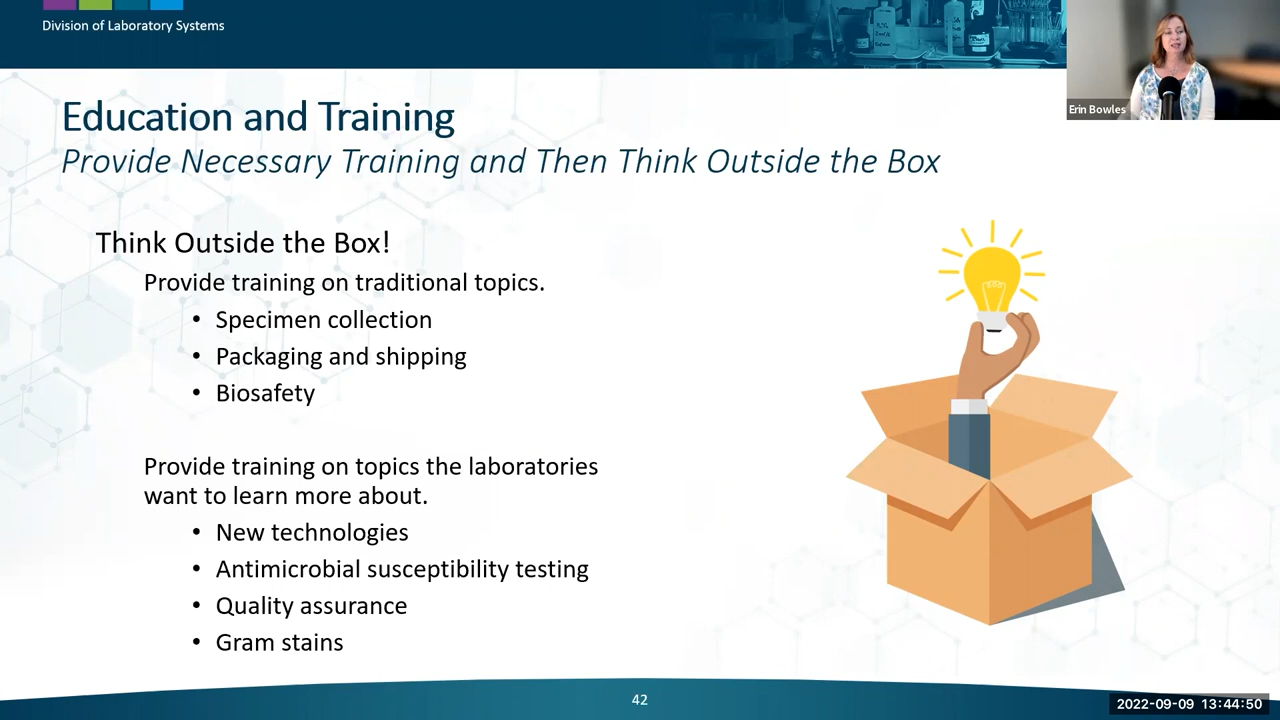 Division of Laboratory Systems
Erin Bowles
Education and Training
Provide Necessary Training and Then Think Outside the Box
Think Outside the Box!
Provide training on traditional topics.
• Specimen collection
• Packaging and shipping
• Biosafety
Provide training on topics the laboratories
want to learn more about.
• New technologies
• Antimicrobial susceptibility testing
• Quality assurance
• Gram stains
42
2022-09-09 13:44:50